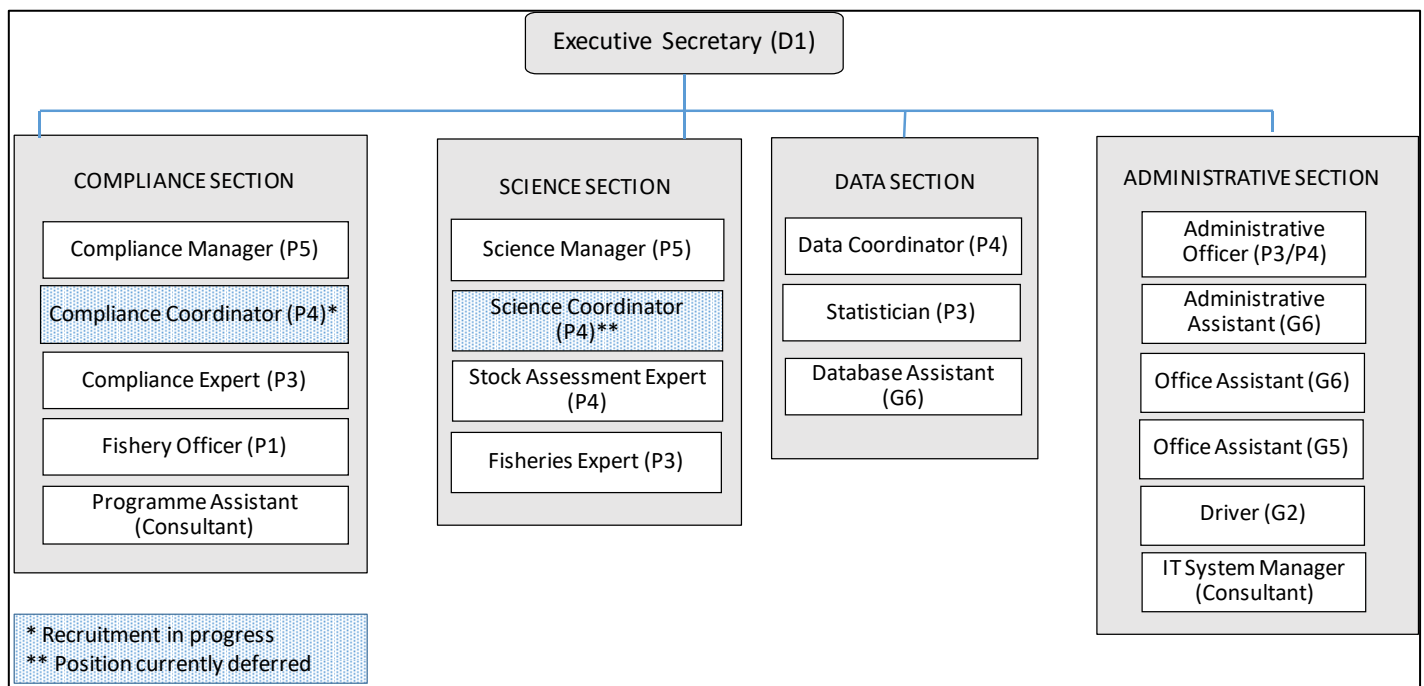 Executive Secretary (D1)
COMPLIANCE SECTION
Compliance Manager (P5)
Compliance Coordinator (P4)*
Compliance Expert (P3)
Fishery Officer (P1)
Programme Assistant
(Consultant)
SCIENCE SECTION
Science Manager (P5)
Science Coordinator
(P4)**
Stock Assessment Expert
(P4)
Fisheries Expert (P3)
DATA SECTION
Data Coordinator (P4)
Statistician (P3)
Database Assistant
(G6)
ADMINISTRATIVE SECTION
Administrative
Officer (P3/P4)
Administrative
Assistant (G6)
Office Assistant (G6)
Office Assistant (G5)
Driver (G2)
IT System Manager
(Consultant)
* Recruitment in progress
** Position currently deferred